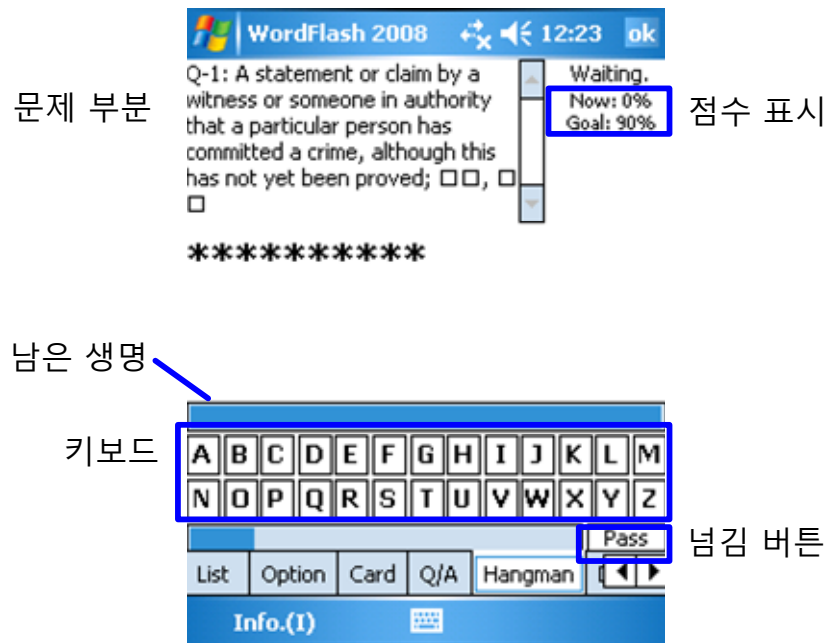 WordFlash 2008 12:23 ok
문제 부분
Q-1: A statement or claim by a
witness or someone in authority
that a particular person has
committed a crime, although this
has not yet been proved; □□, □
□
Waiting.
Now: 0%
Goal: 90%
점수 표시
**********
남은 생명
키보드
A B C D E F G H I J K L M
N O P Q R S T U V W X Y Z
Pass
넘김 버튼
List Option Card Q/A Hangman
Info.(I)